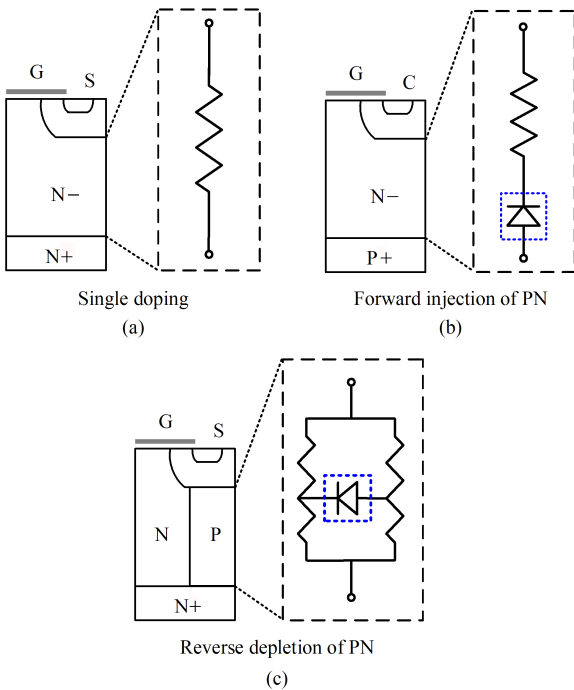 G S
N−
N+
Single doping
(a)
G C
N−
P+
Forward injection of PN
(b)
G S
N P
N+
Reverse depletion of PN
(c)